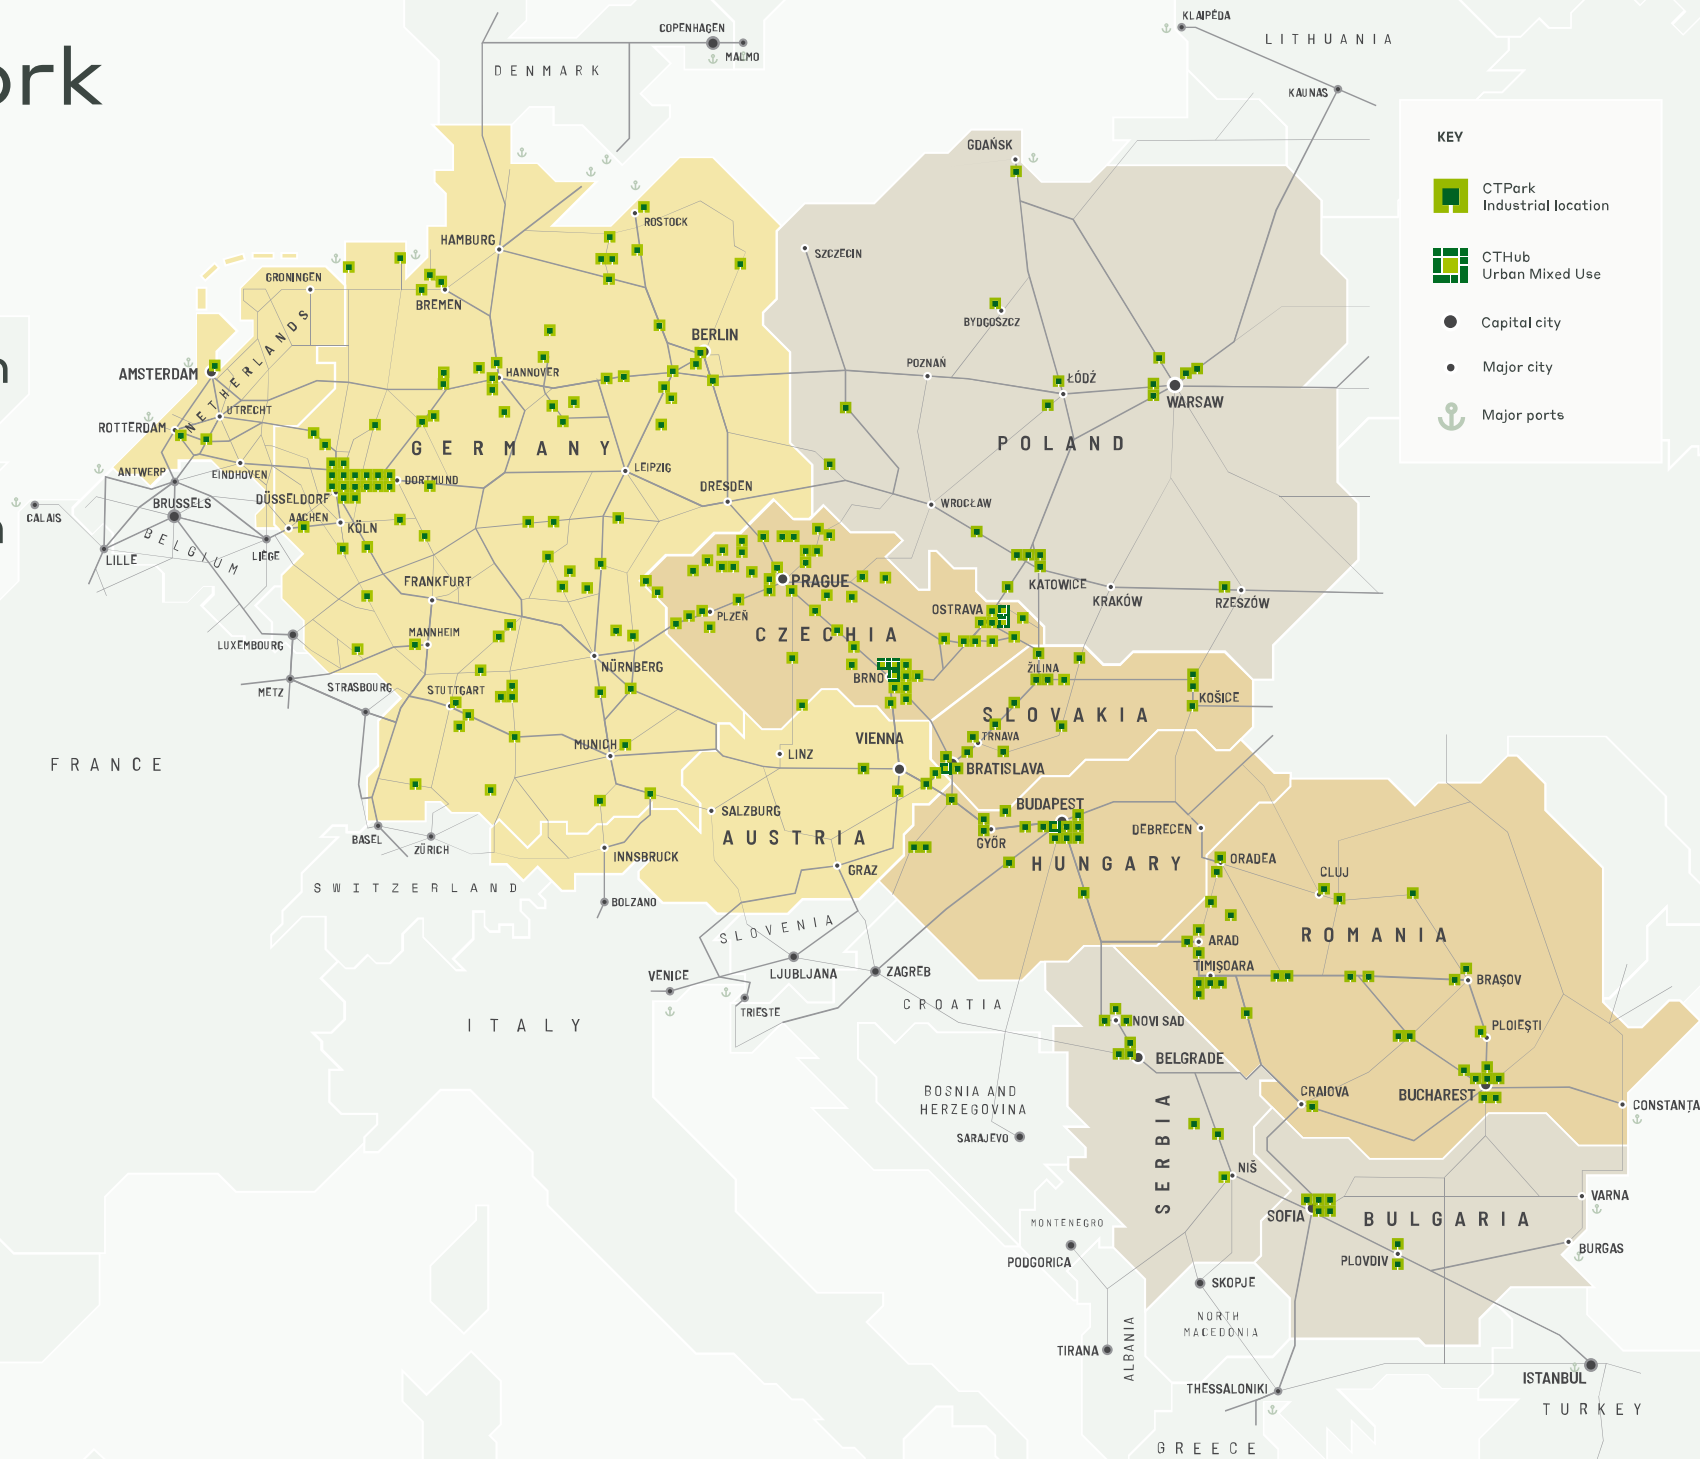 ork
n
n
KEY
CTPark
Industrial location
CTHub
Urban Mixed Use
Capital city
Major city
Major ports
COPENHAGEN
MALMO
DENMARK
KLAIPĖDA
LITHUANIA
KAUNAS
GDAŃSK
ROSTOCK
HAMBURG
SZCZECIN
GRONINGEN
BREMEN
BYDGOSZCZ
BERLIN
AMSTERDAM
NETHERLANDS
HANNOVER
POZNAŃ
ŁÓDŹ
WARSAW
UTRECHT
ROTTERDAM
GERMANY
POLAND
ANTWERP
EINDHOVEN
DORTMUND
LEIPZIG
DRESDEN
DÜSSELDORF
BRUSSELS
WROCŁAW
CALAIS
AACHEN
KÖLN
BELGIUM
LILLE
LIÈGE
FRANKFURT
PRAGUE
KATOWICE
KRAKÓW
RZESZÓW
OSTRAVA
PLZEŇ
CZECHIA
MANNHEIM
LUXEMBOURG
NÜRNBERG
BRNO
ŽILINA
METZ
STRASBOURG
STUTTGART
KOŠICE
SLOVAKIA
VIENNA
TRNAVA
MUNICH
LINZ
BRATISLAVA
FRANCE
BUDAPEST
SALZBURG
DEBRECEN
BASEL
ZÜRICH
AUSTRIA
GYŐR
INNSBRUCK
HUNGARY
ORADEA
GRAZ
CLUJ
SWITZERLAND
BOLZANO
SLOVENIA
ROMANIA
ARAD
TIMIȘOARA
VENICE
LJUBLJANA
ZAGREB
BRAȘOV
CROATIA
TRIESTE
NOVI SAD
ITALY
PLOIEȘTI
BELGRADE
BOSNIA AND
HERZEGOVINA
CRAIOVA
BUCHAREST
CONSTANȚA
SARAJEVO
SERBIA
NIŠ
VARNA
MONTENEGRO
SOFIA
BULGARIA
PODGORICA
PLOVDIV
BURGAS
SKOPJE
NORTH
MACEDONIA
TIRANA
ALBANIA
THESSALONIKI
ISTANBUL
TURKEY
GREECE